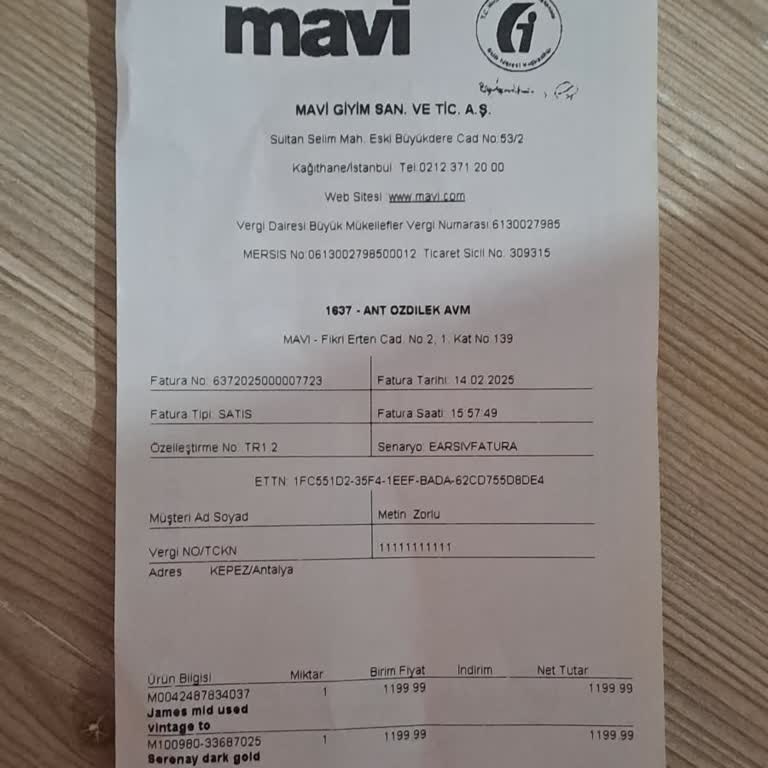 mavi
MAVİ GİYİM SAN. VE TİC. A.Ş.
Sultan Selim Mah. Eski Büyükdere Cad No:53/2
Kağıthane/İstanbul Tel:0212 371 20 00
Web Sitesi www.mavi.com
Vergi Dairesi Büyük Mükellefler Vergi Numarası:6130027985
MERSIS No:0613002798500012 Ticaret Sicil No: 309315
1637 - ANT OZDILEK AVM
MAVI - Fikri Erten Cad. No 2, 1. Kat No 139
Fatura No: 6372025000007723 Fatura Tarihi: 14.02.2025
Fatura Tipi: SATIS Fatura Saati: 15:57:49
Özelleştirme No: TR1.2 Senaryo: EARSIVFATURA
ETTN: 1FC551D2-35F4-1EEF-BADA-62CD755D8DE4
Müşteri Ad Soyad Metin Zorlu
Vergi NO/TCKN 11111111111
Adres KEPEZ/Antalya
Ürün Bilgisi Miktar Birim Fiyat İndirim Net Tutar
M0042487834037 1 1199.99 1199.99
James mid used
vintage to
M100980-33687025 1 1199.99 1199.99
Serenay dark gold